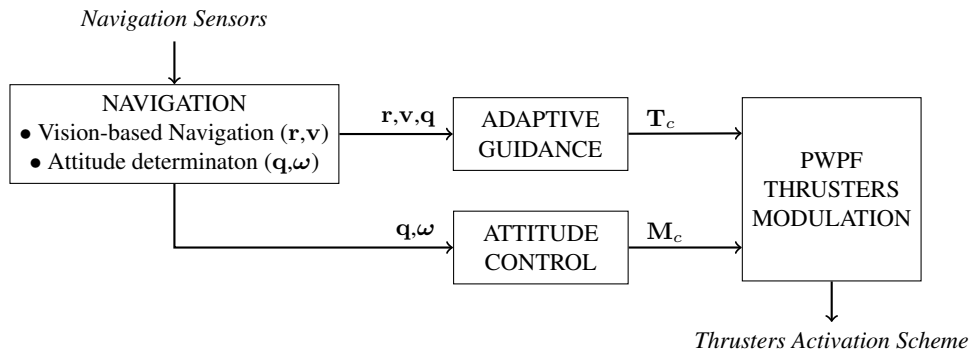 Navigation Sensors
NAVIGATION
• Vision-based Navigation (r,v)
• Attitude determinaton (q,ω)
r,v,q
ADAPTIVE
GUIDANCE
T_c
q,ω
ATTITUDE
CONTROL
M_c
PWPF
THRUSTERS
MODULATION
Thrusters Activation Scheme